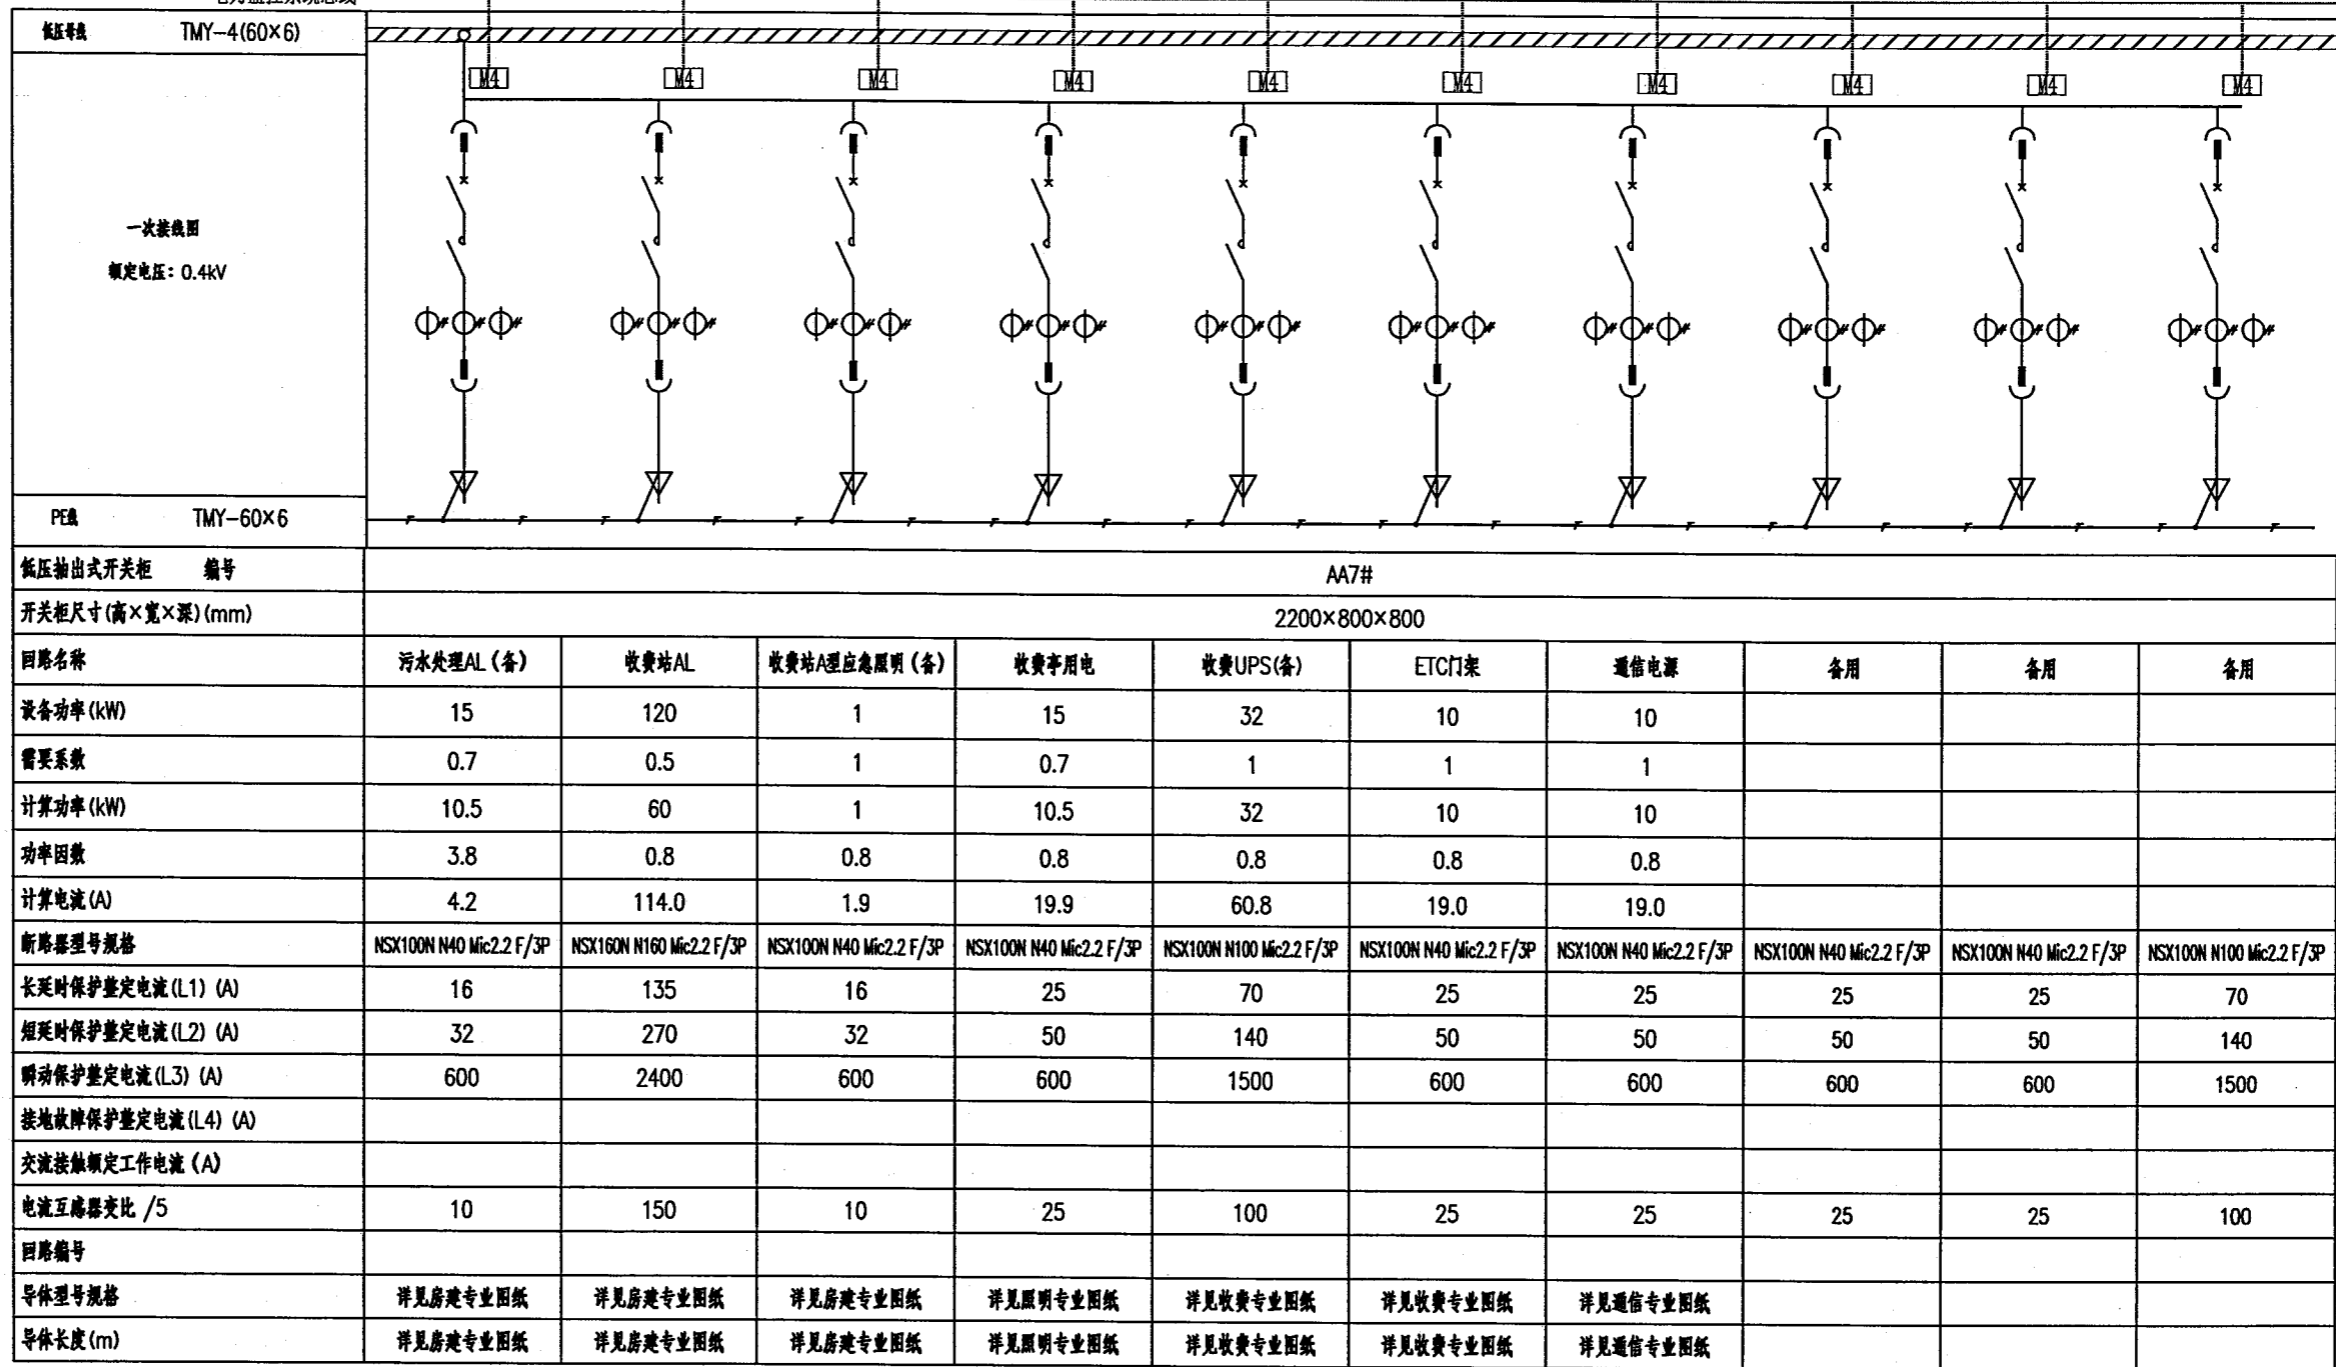 电力监控系统总线
低压母线 TMY-4(60×6)
M4 M4 M4 M4 M4 M4 M4 M4 M4 M4
一次接线图
额定电压：0.4kV
PE线 TMY-60×6
低压抽出式开关柜 编号 AA7#
开关柜尺寸(高×宽×深)(mm) 2200×800×800
回路名称 污水处理AL（备） 收费站AL 收费站A型应急照明（备） 收费亭用电 收费UPS(备) ETC门架 通信电源 备用 备用 备用
设备功率(kW) 15 120 1 15 32 10 10
需要系数 0.7 0.5 1 0.7 1 1 1
计算功率(kW) 10.5 60 1 10.5 32 10 10
功率因数 3.8 0.8 0.8 0.8 0.8 0.8 0.8
计算电流(A) 4.2 114.0 1.9 19.9 60.8 19.0 19.0
断路器型号规格 NSX100N N40 Mic2.2 F/3P NSX160N N160 Mic2.2 F/3P NSX100N N40 Mic2.2 F/3P NSX100N N40 Mic2.2 F/3P NSX100N N100 Mic2.2 F/3P NSX100N N40 Mic2.2 F/3P NSX100N N40 Mic2.2 F/3P NSX100N N40 Mic2.2 F/3P NSX100N N40 Mic2.2 F/3P NSX100N N100 Mic2.2 F/3P
长延时保护整定电流(L1) (A) 16 135 16 25 70 25 25 25 25 70
短延时保护整定电流(L2) (A) 32 270 32 50 140 50 50 50 50 140
瞬动保护整定电流(L3) (A) 600 2400 600 600 1500 600 600 600 600 1500
接地故障保护整定电流(L4) (A)
交流接触额定工作电流（A）
电流互感器变比 /5 10 150 10 25 100 25 25 25 25 100
回路编号
导体型号规格 详见房建专业图纸 详见房建专业图纸 详见房建专业图纸 详见照明专业图纸 详见收费专业图纸 详见收费专业图纸 详见通信专业图纸
导体长度(m) 详见房建专业图纸 详见房建专业图纸 详见房建专业图纸 详见照明专业图纸 详见收费专业图纸 详见收费专业图纸 详见通信专业图纸